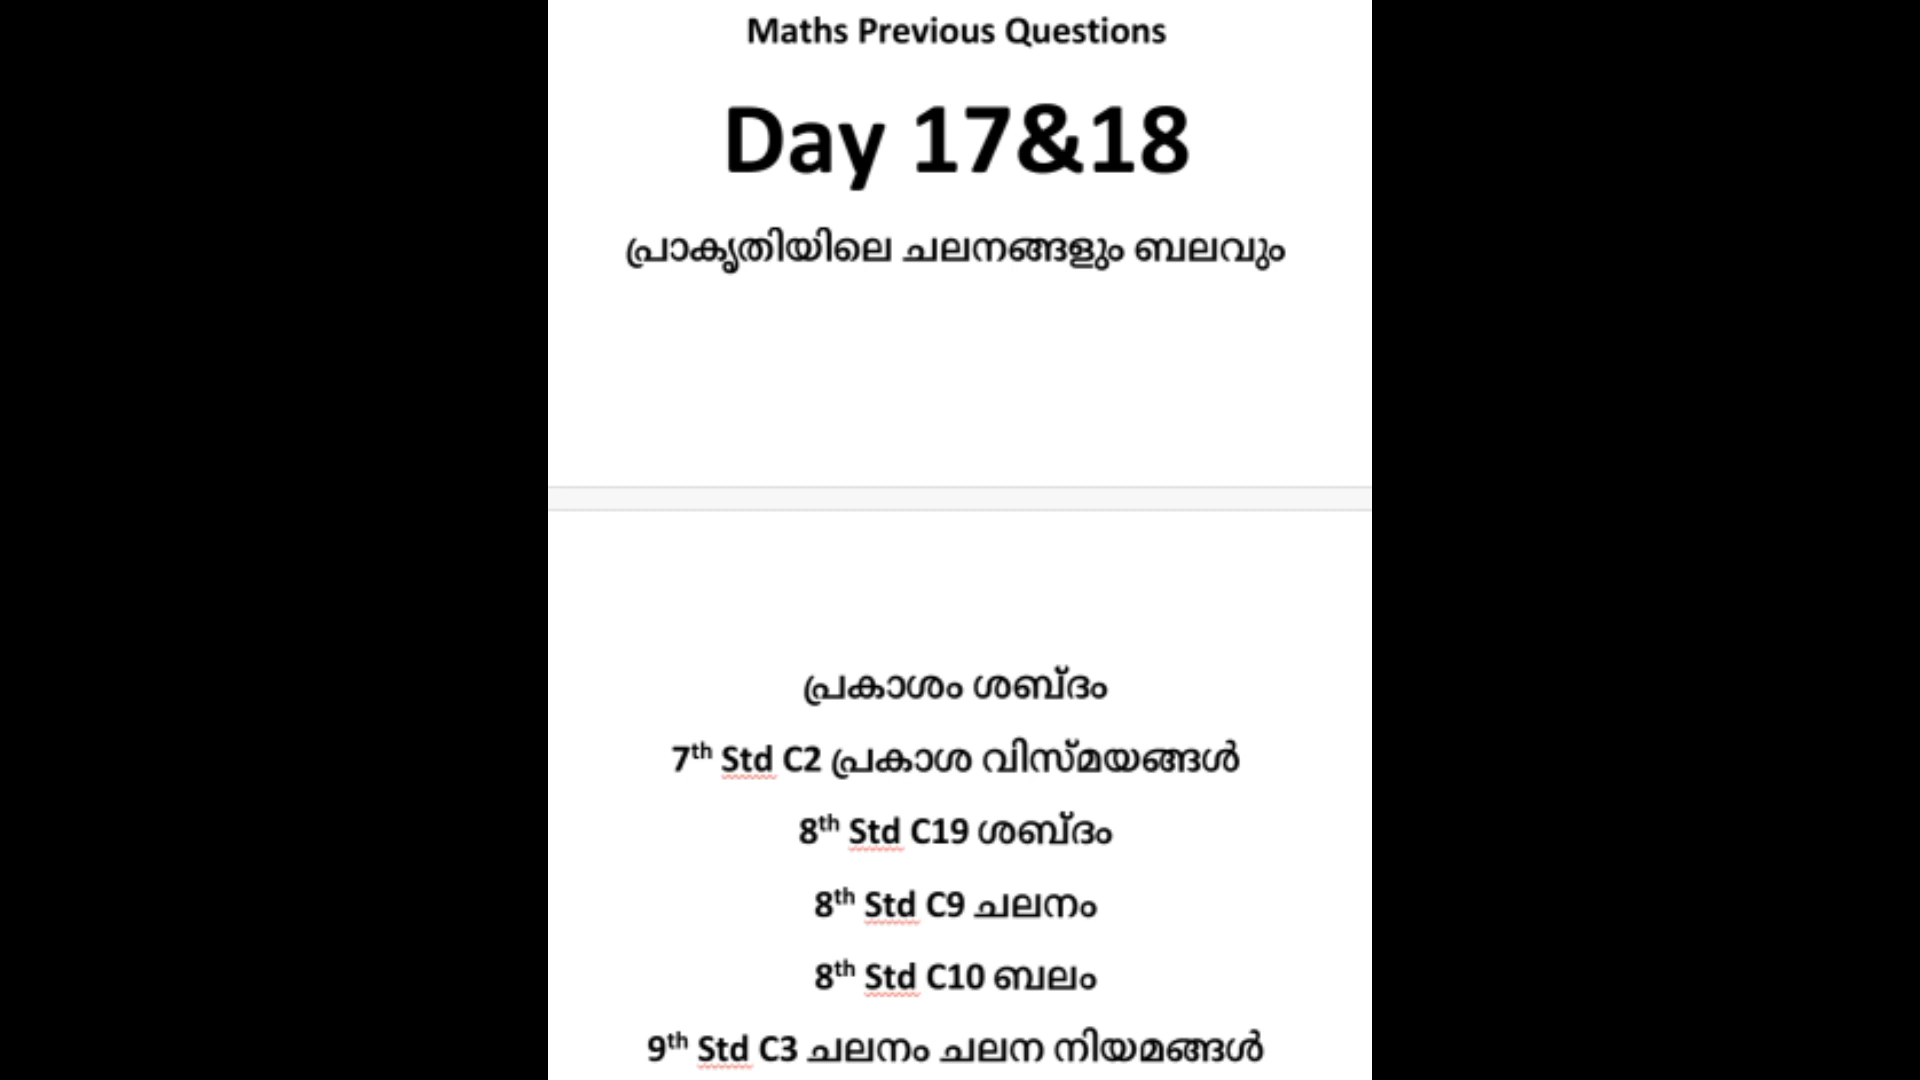 Maths Previous Questions
Day 17&18
പ്രാകൃതിയിലെ ചലനങ്ങളും ബലവും
പ്രകാശം ശബ്ദം
7th Std C2 പ്രകാശ വിസ്മയങ്ങൾ
8th Std C19 ശബ്ദം
8th Std C9 ചലനം
8th Std C10 ബലം
9th Std C3 ചലനം ചലന നിയമങ്ങൾ